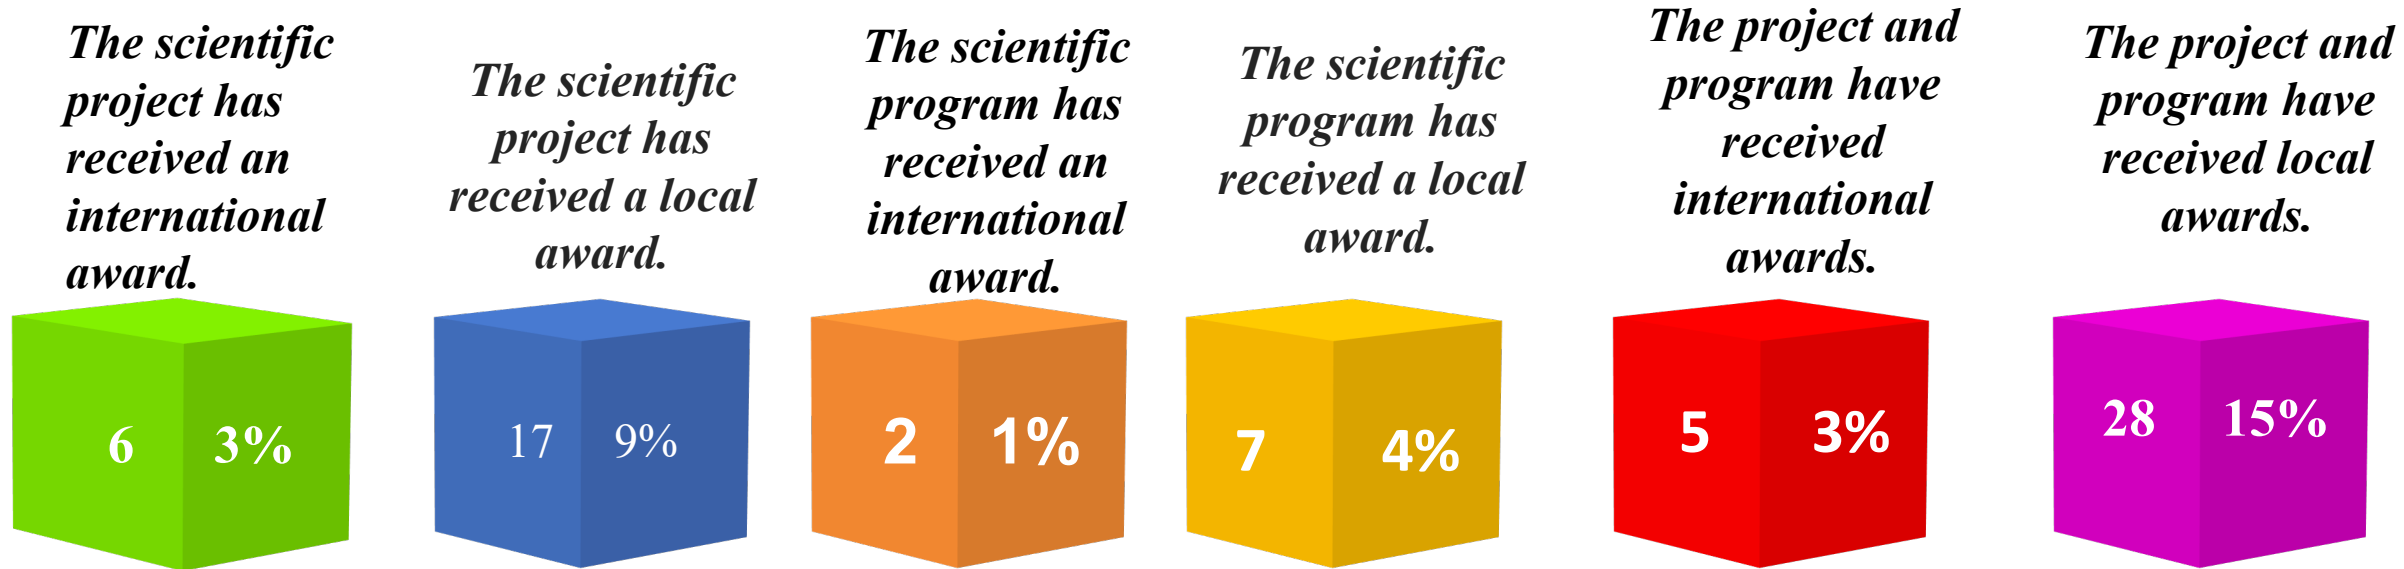 The scientific
project has
received an
international
award.
6 3%
The scientific
project has
received a local
award.
17 9%
The scientific
program has
received an
international
award.
2 1%
The scientific
program has
received a local
award.
7 4%
The project and
program have
received
international
awards.
5 3%
The project and
program have
received local
awards.
28 15%